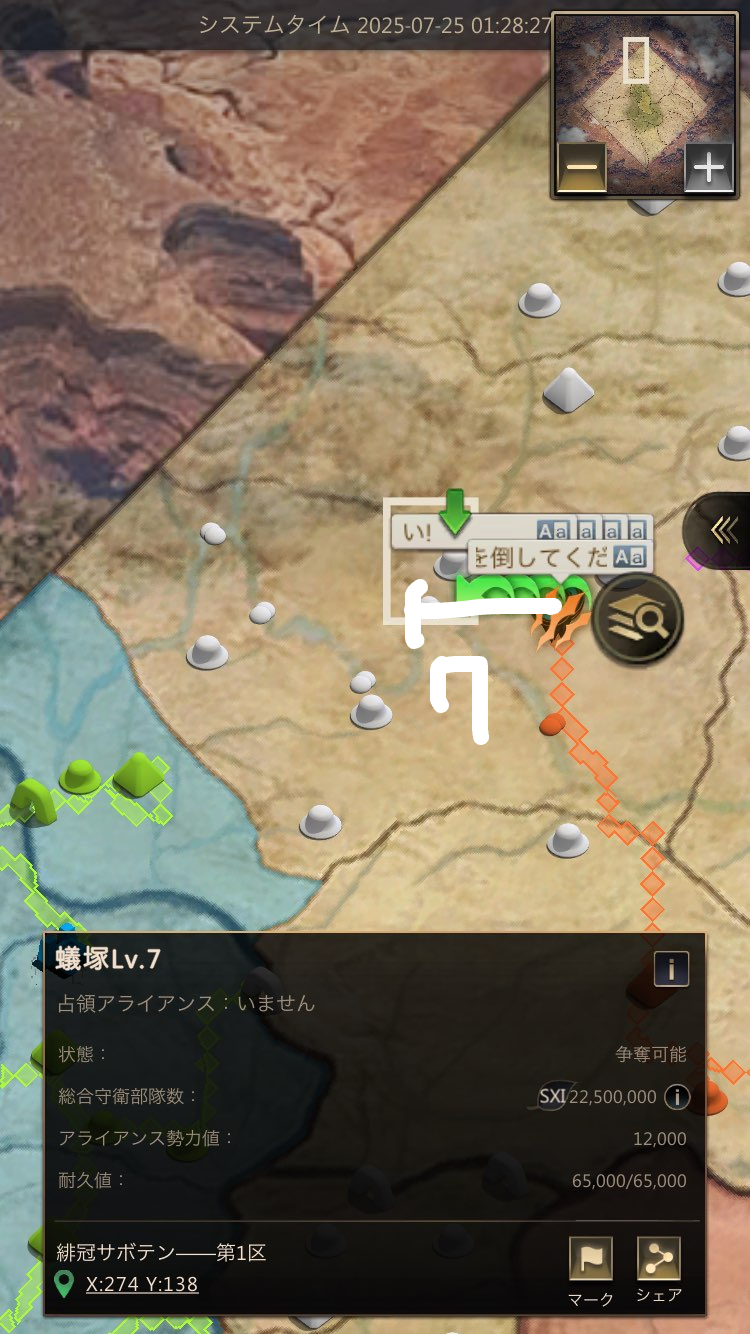 システムタイム 2025-07-25 01:28:27
い!
Aa a a a
を倒してくだ Aa
蟻塚Lv.7
i
占領アライアンス：いません
状態： 争奪可能
総合守衛部隊数： SXI 22,500,000 i
アライアンス勢力値： 12,000
耐久値： 65,000/65,000
緋冠サボテン——第1区
X:274 Y:138
マーク シェア